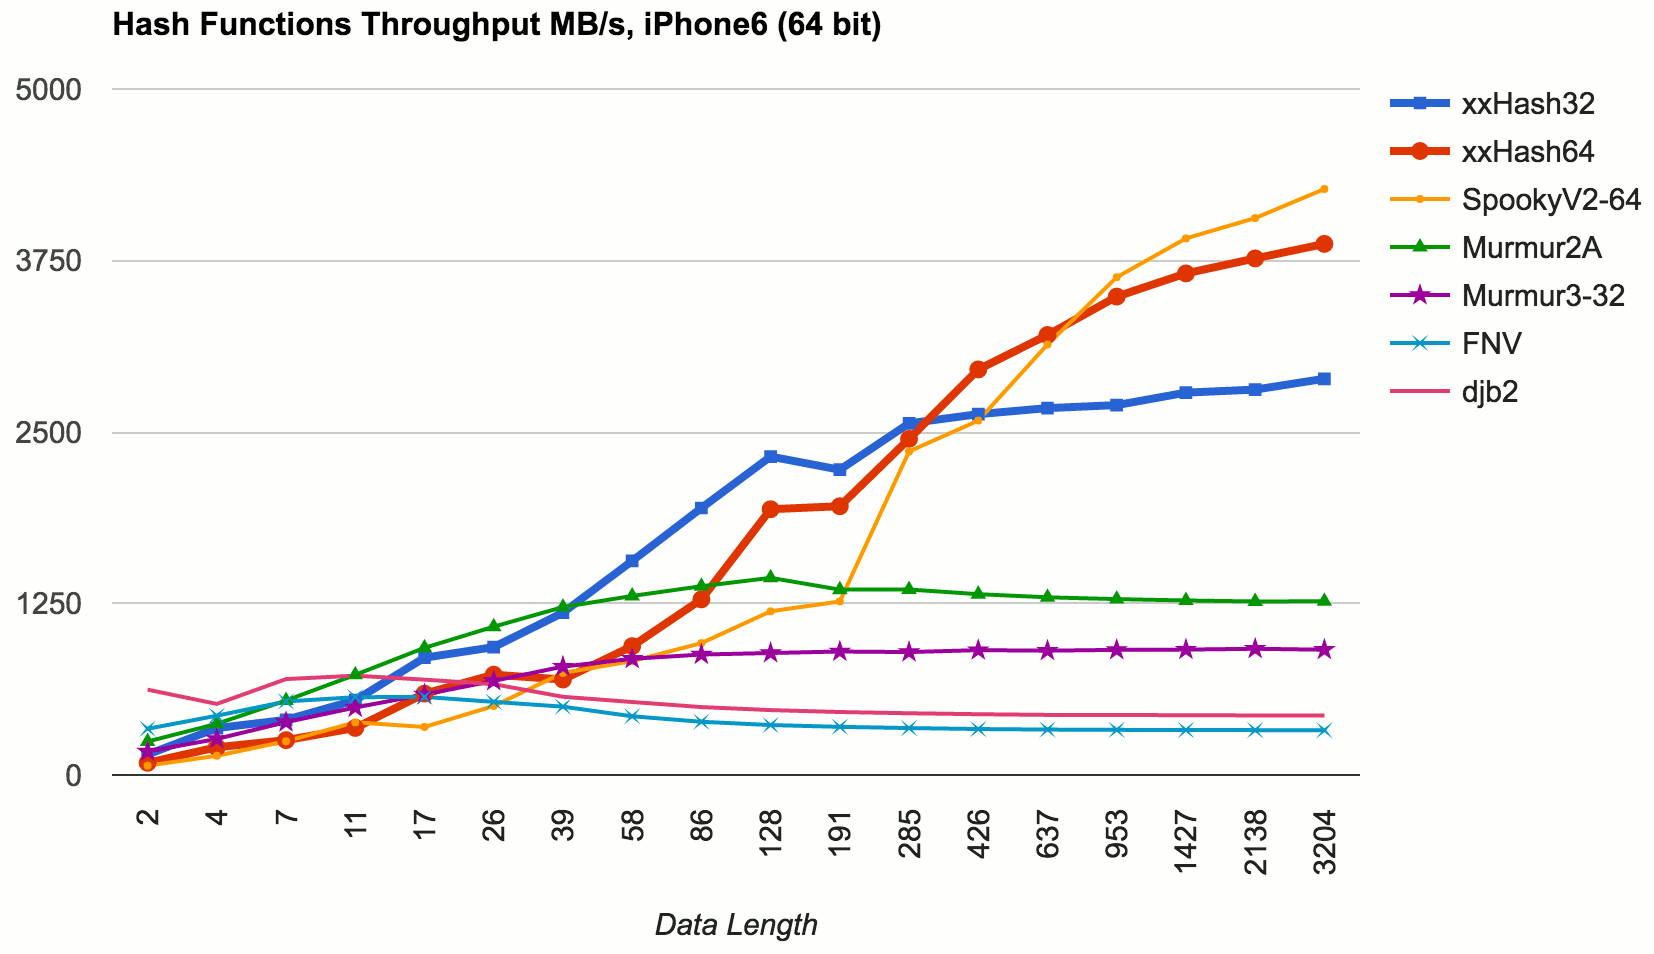 Hash Functions Throughput MB/s, iPhone6 (64 bit)
5000
3750
2500
1250
0
xxHash32
xxHash64
SpookyV2-64
Murmur2A
Murmur3-32
FNV
djb2
2
4
7
11
17
26
39
58
86
128
191
285
426
637
953
1427
2138
3204
Data Length